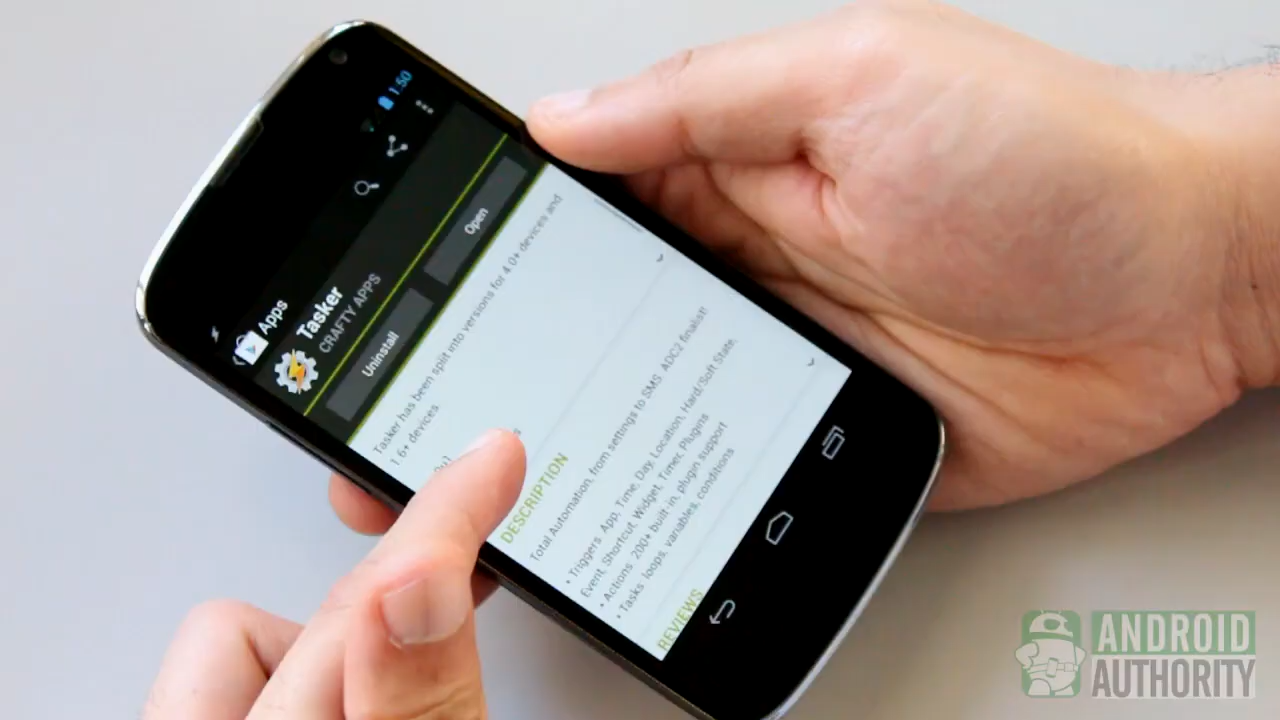 1:50
Apps
Tasker
CRAFTY APPS
Uninstall
Open
Tasker has been split into versions for 4.0+ devices and
1.6+ devices
DESCRIPTION
Total Automation, from settings to SMS. ADC2 finalist!
• Triggers: App, Time, Day, Location, Hard/Soft State,
Event, Shortcut, Widget, Timer, Plugins
• Actions: 200+ built-in, plugin support
• Tasks: loops, variables, conditions
REVIEWS
ANDROID
AUTHORITY